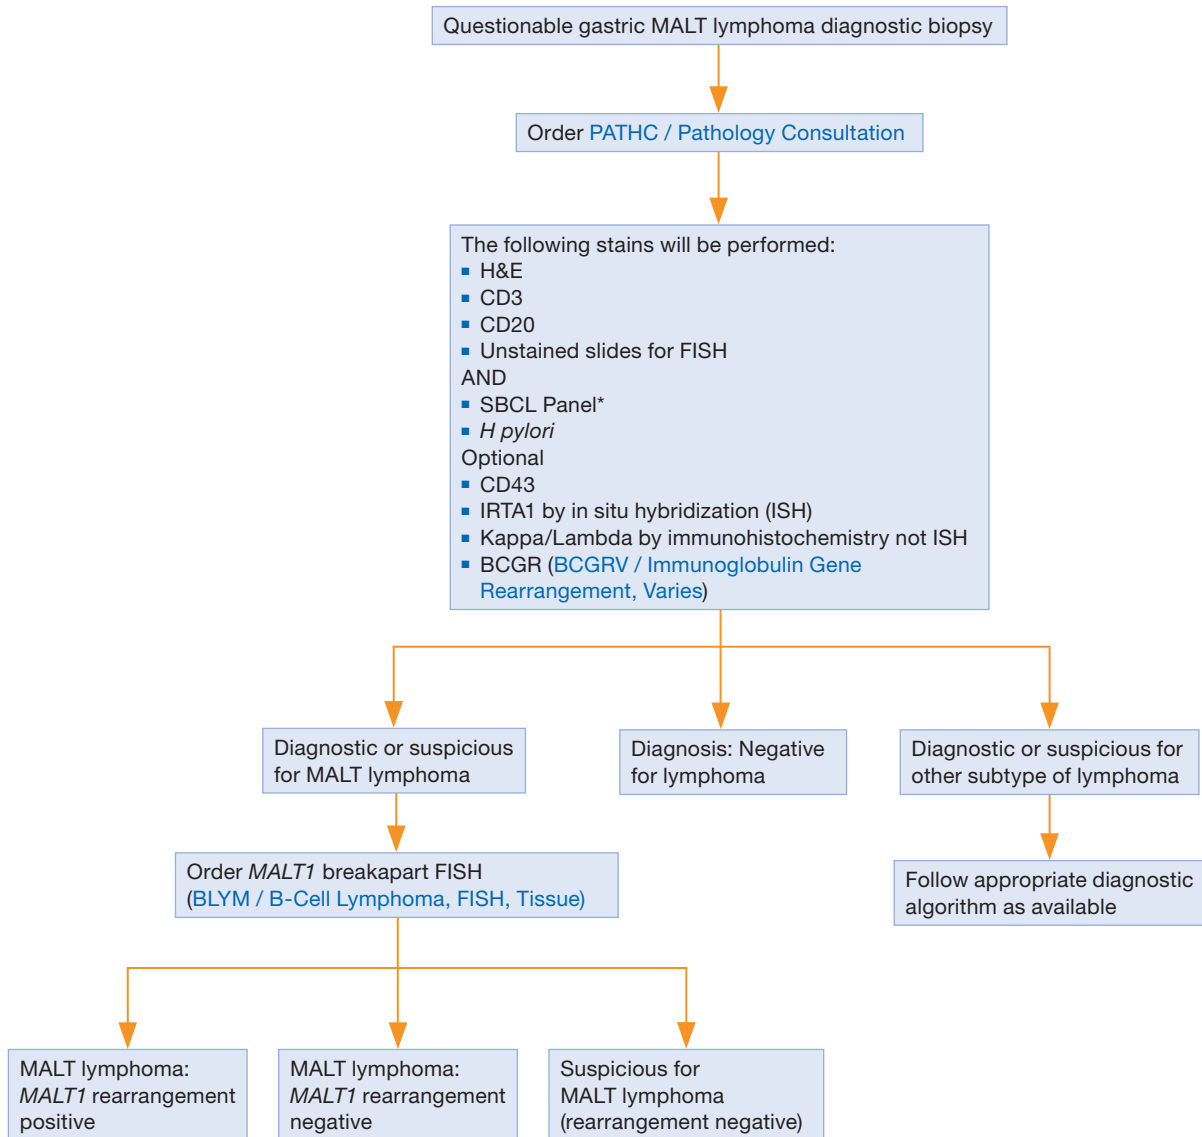 Questionable gastric MALT lymphoma diagnostic biopsy
Order PATHC / Pathology Consultation
The following stains will be performed:
▪ H&E
▪ CD3
▪ CD20
▪ Unstained slides for FISH
AND
▪ SBCL Panel*
▪ H pylori
Optional
▪ CD43
▪ IRTA1 by in situ hybridization (ISH)
▪ Kappa/Lambda by immunohistochemistry not ISH
▪ BCGR (BCGRV / Immunoglobulin Gene
Rearrangement, Varies)
Diagnostic or suspicious
for MALT lymphoma
Diagnosis: Negative
for lymphoma
Diagnostic or suspicious for
other subtype of lymphoma
Order MALT1 breakapart FISH
(BLYM / B-Cell Lymphoma, FISH, Tissue)
Follow appropriate diagnostic
algorithm as available
MALT lymphoma:
MALT1 rearrangement
positive
MALT lymphoma:
MALT1 rearrangement
negative
Suspicious for
MALT lymphoma
(rearrangement negative)